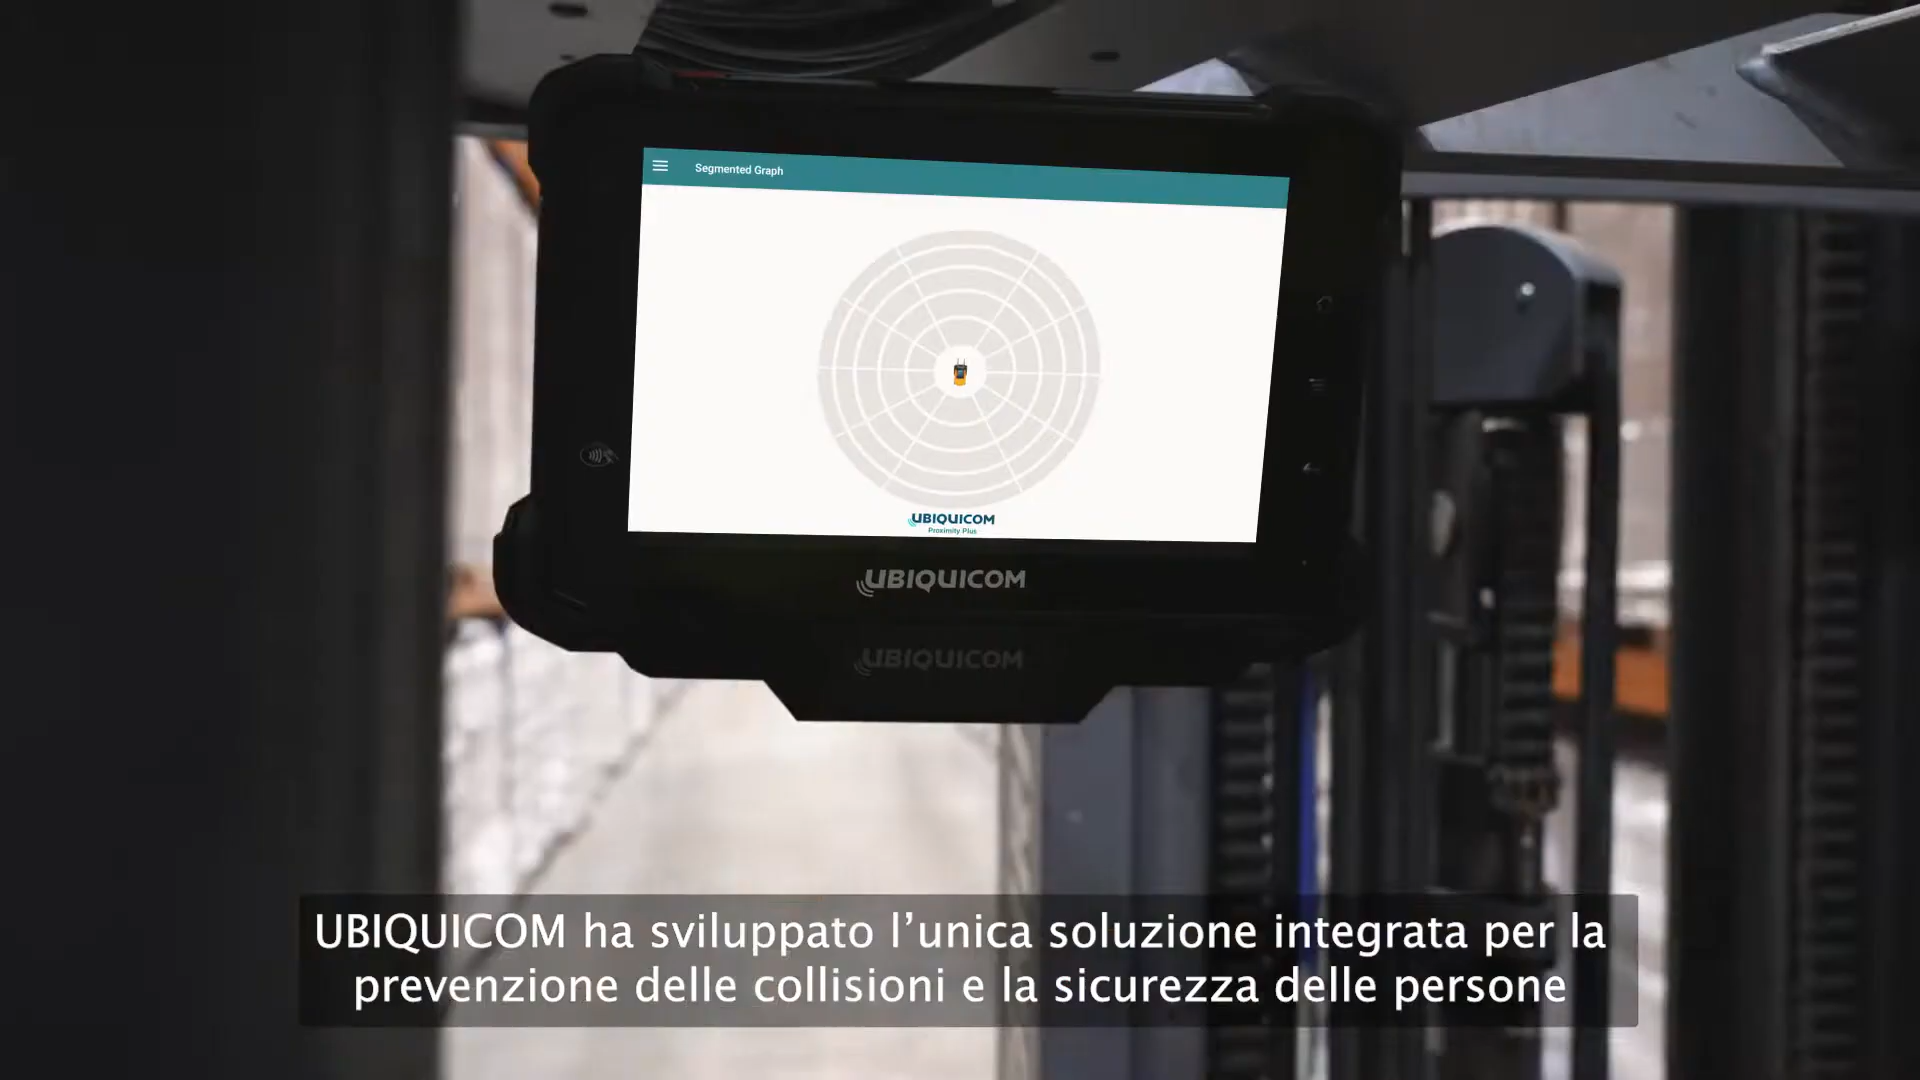 Segmented Graph
UBIQUICOM
Proximity Plus
UBIQUICOM
UBIQUICOM
UBIQUICOM ha sviluppato l’unica soluzione integrata per la
prevenzione delle collisioni e la sicurezza delle persone